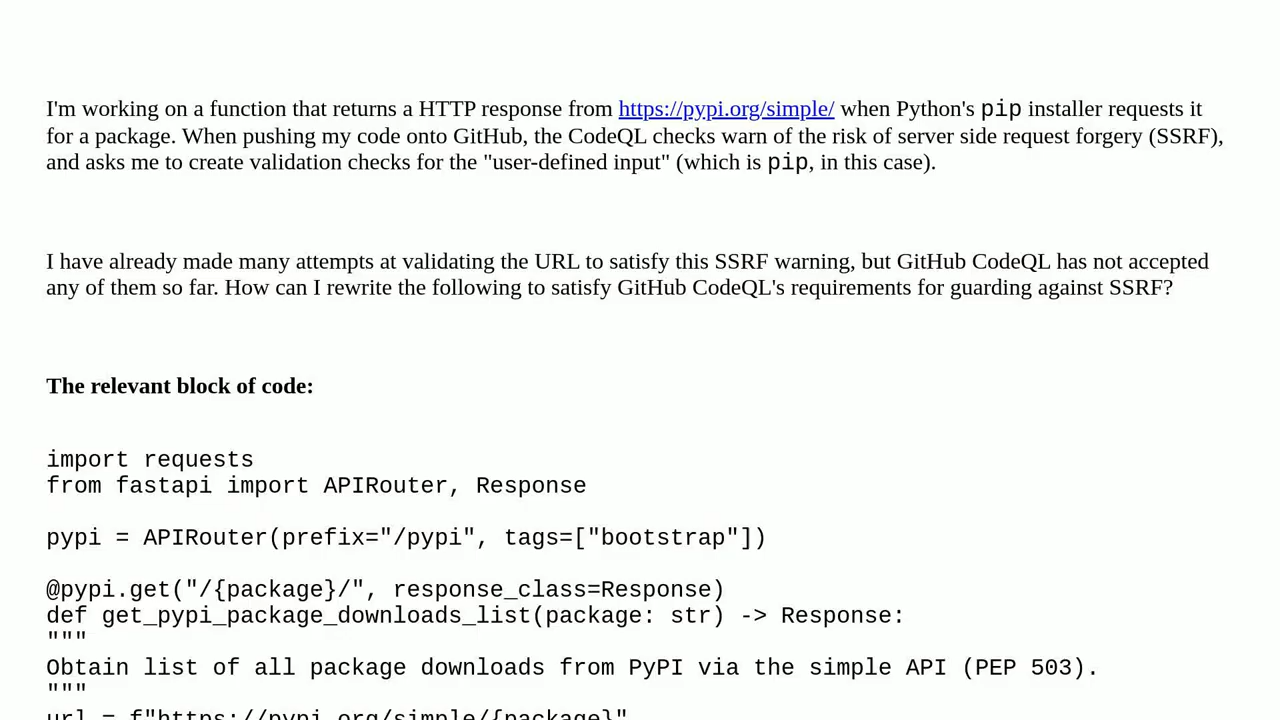 I'm working on a function that returns a HTTP response from https://pypi.org/simple/ when Python's pip installer requests it
for a package. When pushing my code onto GitHub, the CodeQL checks warn of the risk of server side request forgery (SSRF),
and asks me to create validation checks for the "user-defined input" (which is pip, in this case).
I have already made many attempts at validating the URL to satisfy this SSRF warning, but GitHub CodeQL has not accepted
any of them so far. How can I rewrite the following to satisfy GitHub CodeQL's requirements for guarding against SSRF?
The relevant block of code:
import requests
from fastapi import APIRouter, Response
pypi = APIRouter(prefix="/pypi", tags=["bootstrap"])
@pypi.get("/{package}/", response_class=Response)
def get_pypi_package_downloads_list(package: str) -> Response:
"""
Obtain list of all package downloads from PyPI via the simple API (PEP 503).
"""
url = f"https://pypi.org/simple/{package}"